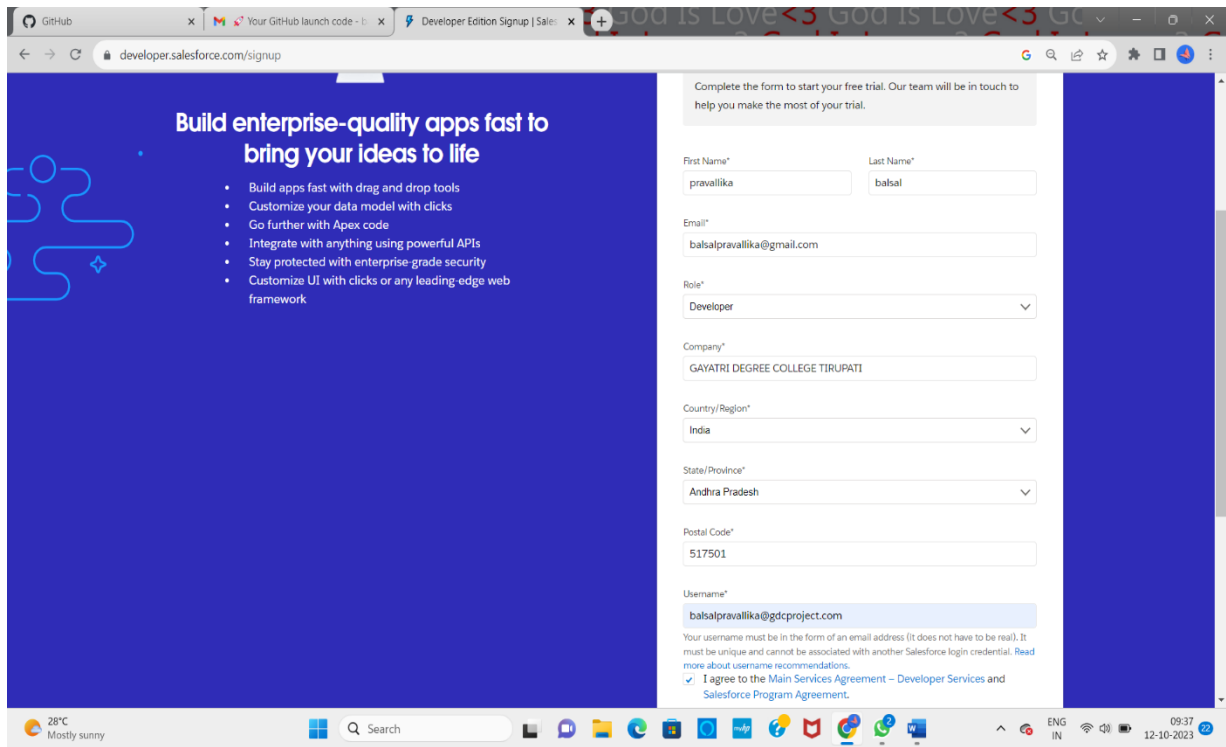 GitHub
Your GitHub launch code - b
Developer Edition Signup | Sales
God Is Love<3 God Is Love<3
developer.salesforce.com/signup
Build enterprise-quality apps fast to
bring your ideas to life
• Build apps fast with drag and drop tools
• Customize your data model with clicks
• Go further with Apex code
• Integrate with anything using powerful APIs
• Stay protected with enterprise-grade security
• Customize UI with clicks or any leading-edge web
framework
Complete the form to start your free trial. Our team will be in touch to
help you make the most of your trial.
First Name* Last Name*
pravallika balsal
Email*
balsalpravallika@gmail.com
Role*
Developer
Company*
GAYATRI DEGREE COLLEGE TIRUPATI
Country/Region*
India
State/Province*
Andhra Pradesh
Postal Code*
517501
Username*
balsalpravallika@gdcproject.com
Your username must be in the form of an email address (it does not have to be real). It
must be unique and cannot be associated with another Salesforce login credential. Read
more about username recommendations.
I agree to the Main Services Agreement – Developer Services and
Salesforce Program Agreement.
28°C
Mostly sunny
Search
2
ENG
IN
09:37
12-10-2023
22